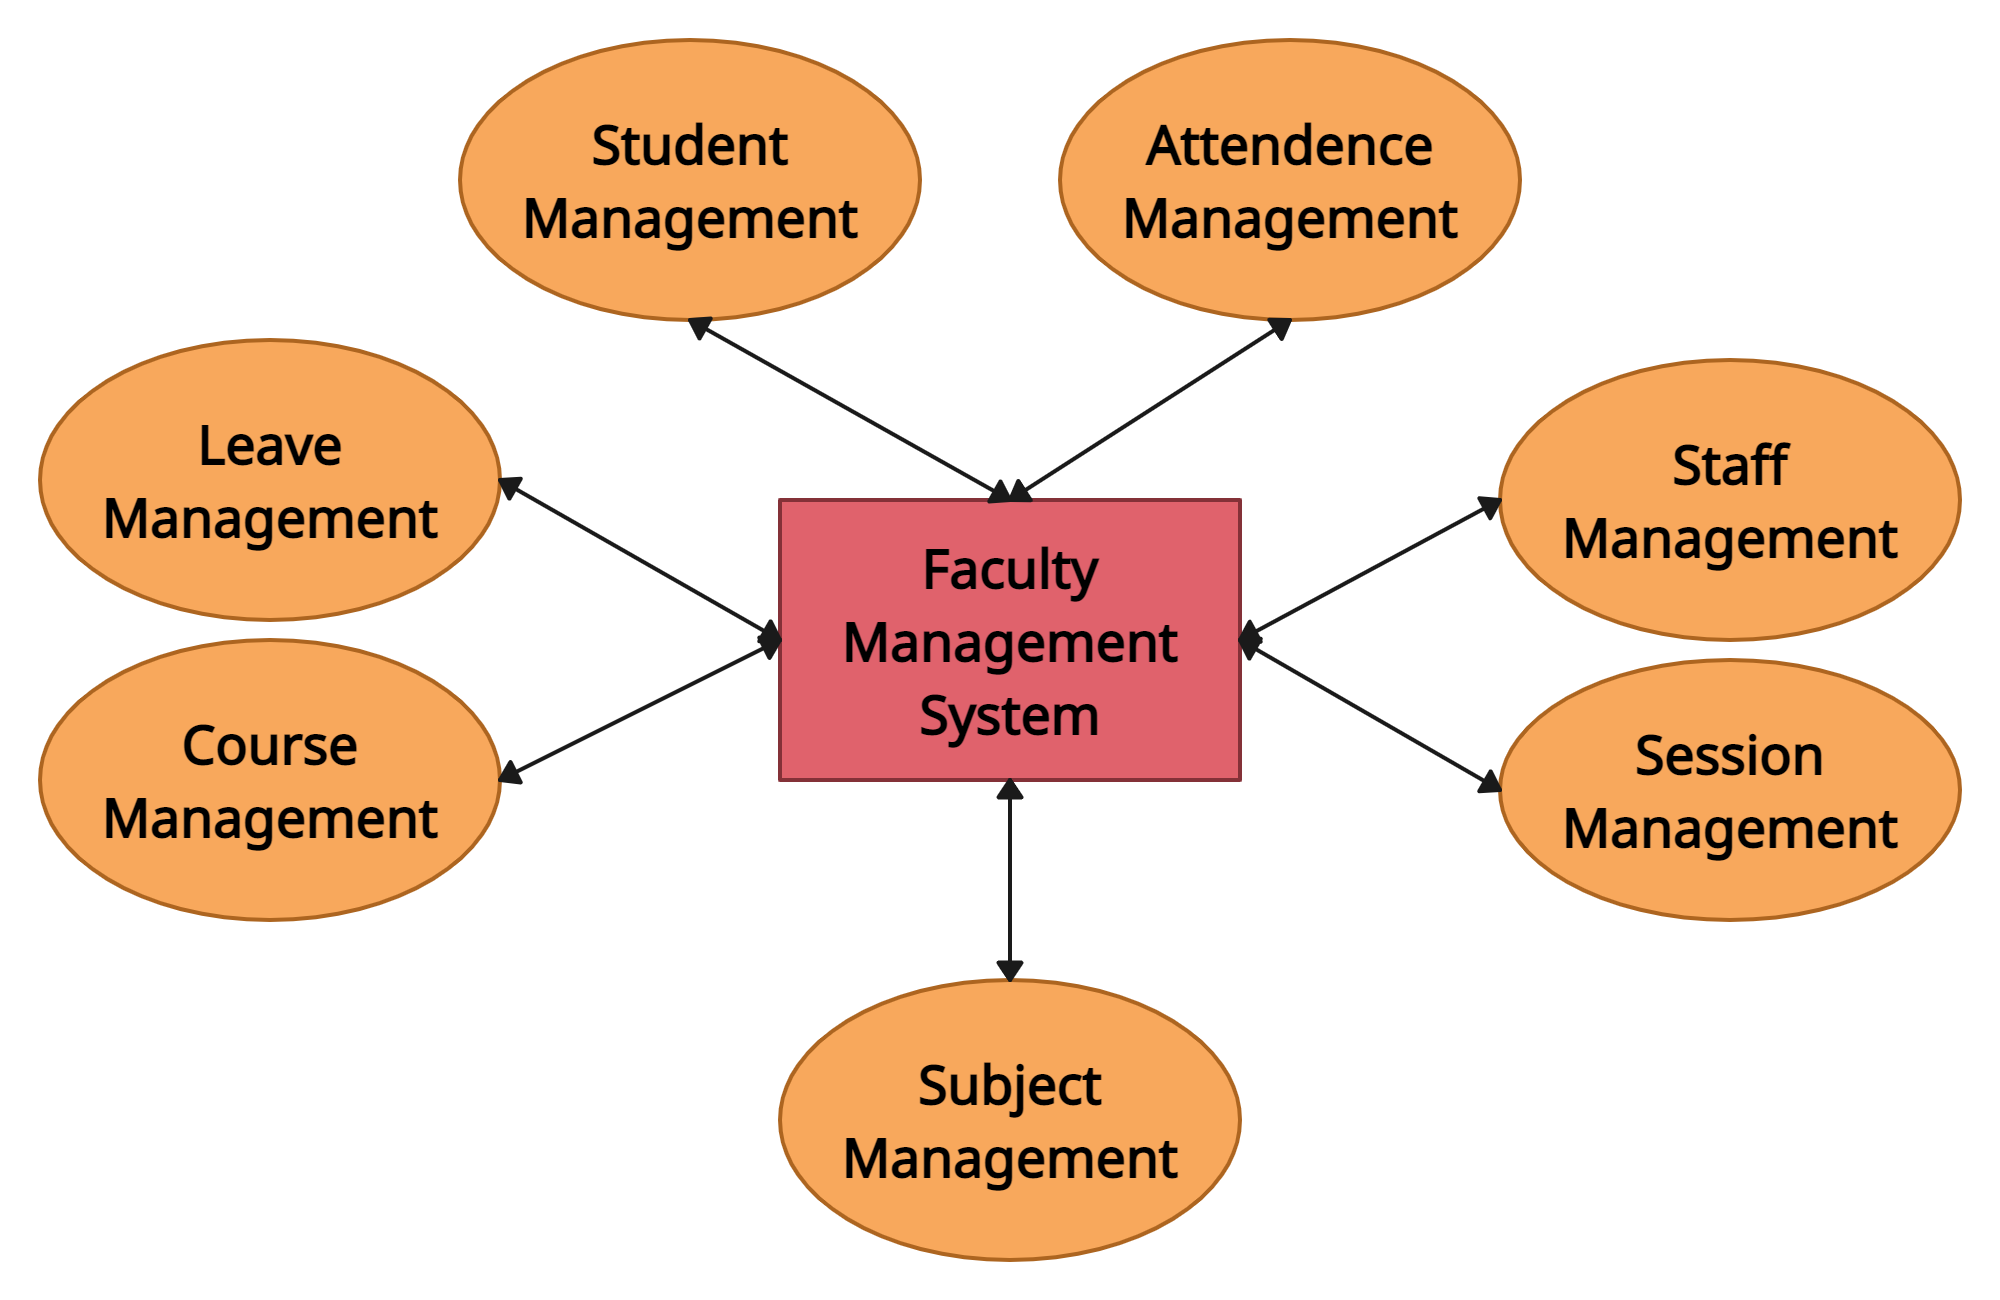 Student
Management
Attendence
Management
Leave
Management
Staff
Management
Faculty
Management
System
Course
Management
Session
Management
Subject
Management